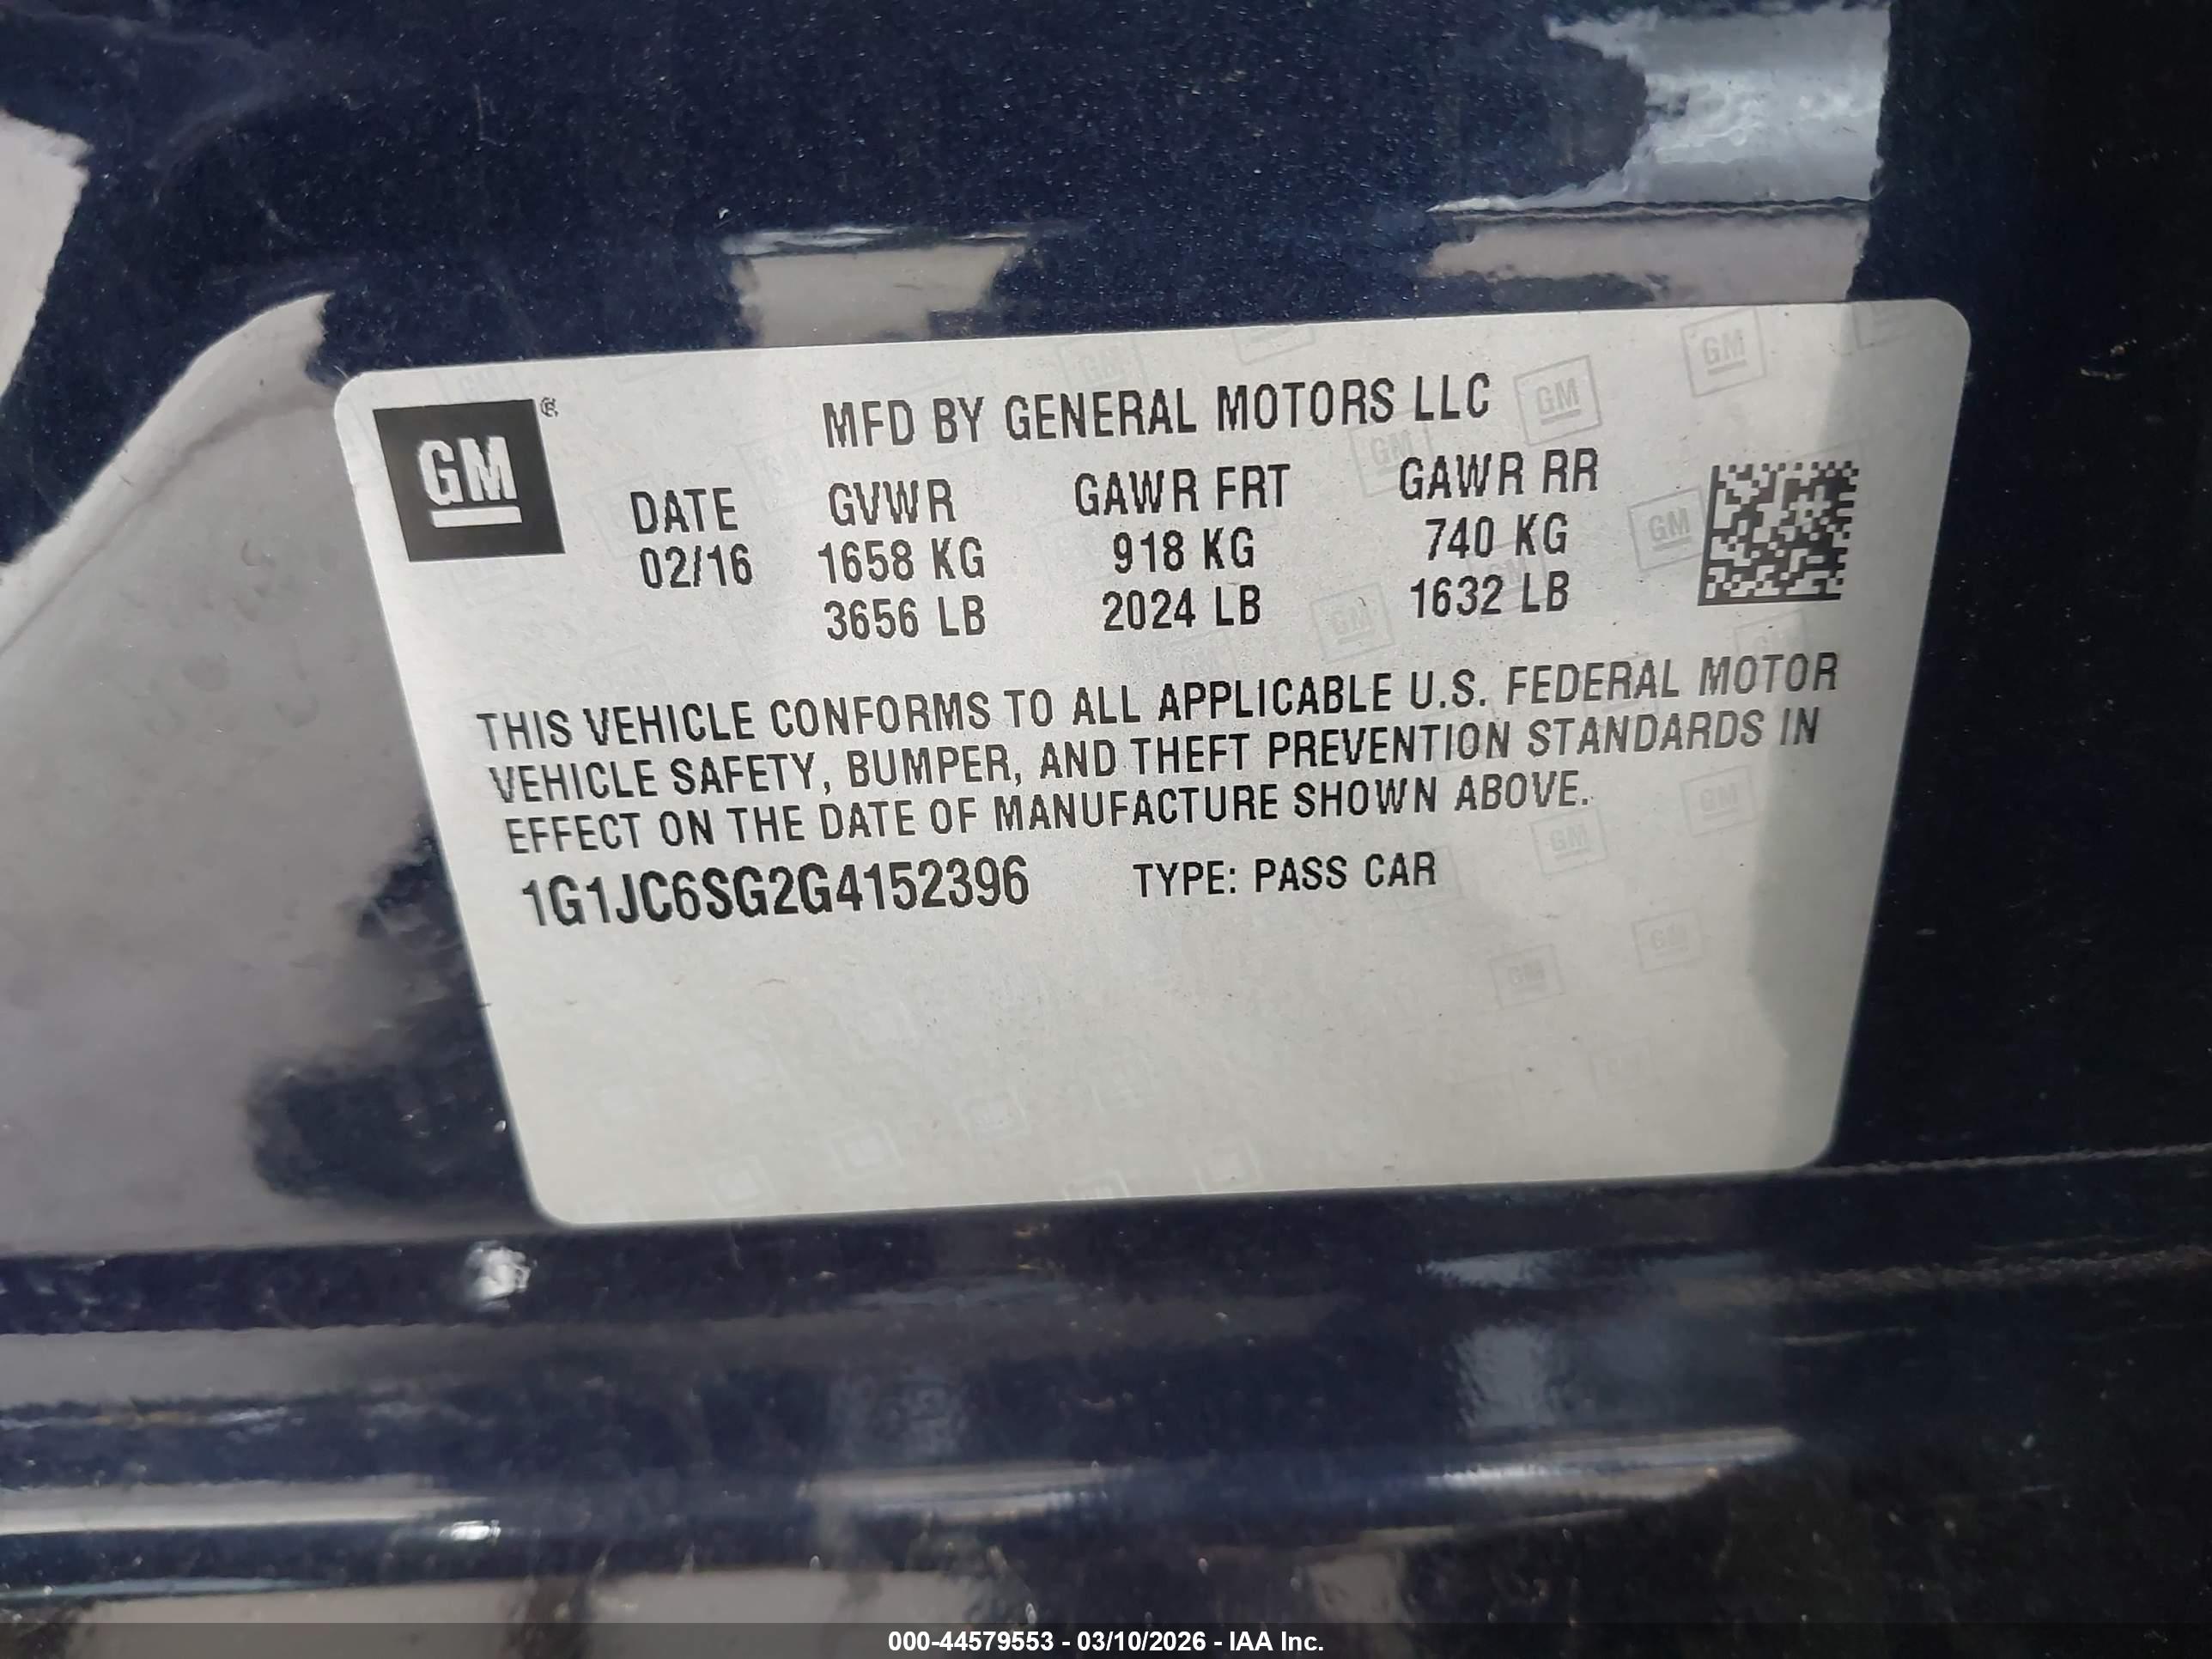 GM®
MFD BY GENERAL MOTORS LLC
DATE GVWR GAWR FRT GAWR RR
02/16 1658 KG 918 KG 740 KG
3656 LB 2024 LB 1632 LB
THIS VEHICLE CONFORMS TO ALL APPLICABLE U.S. FEDERAL MOTOR
VEHICLE SAFETY, BUMPER, AND THEFT PREVENTION STANDARDS IN
EFFECT ON THE DATE OF MANUFACTURE SHOWN ABOVE.
1G1JC6SG2G4152396 TYPE: PASS CAR
000-44579553 - 03/10/2026 - IAA Inc.